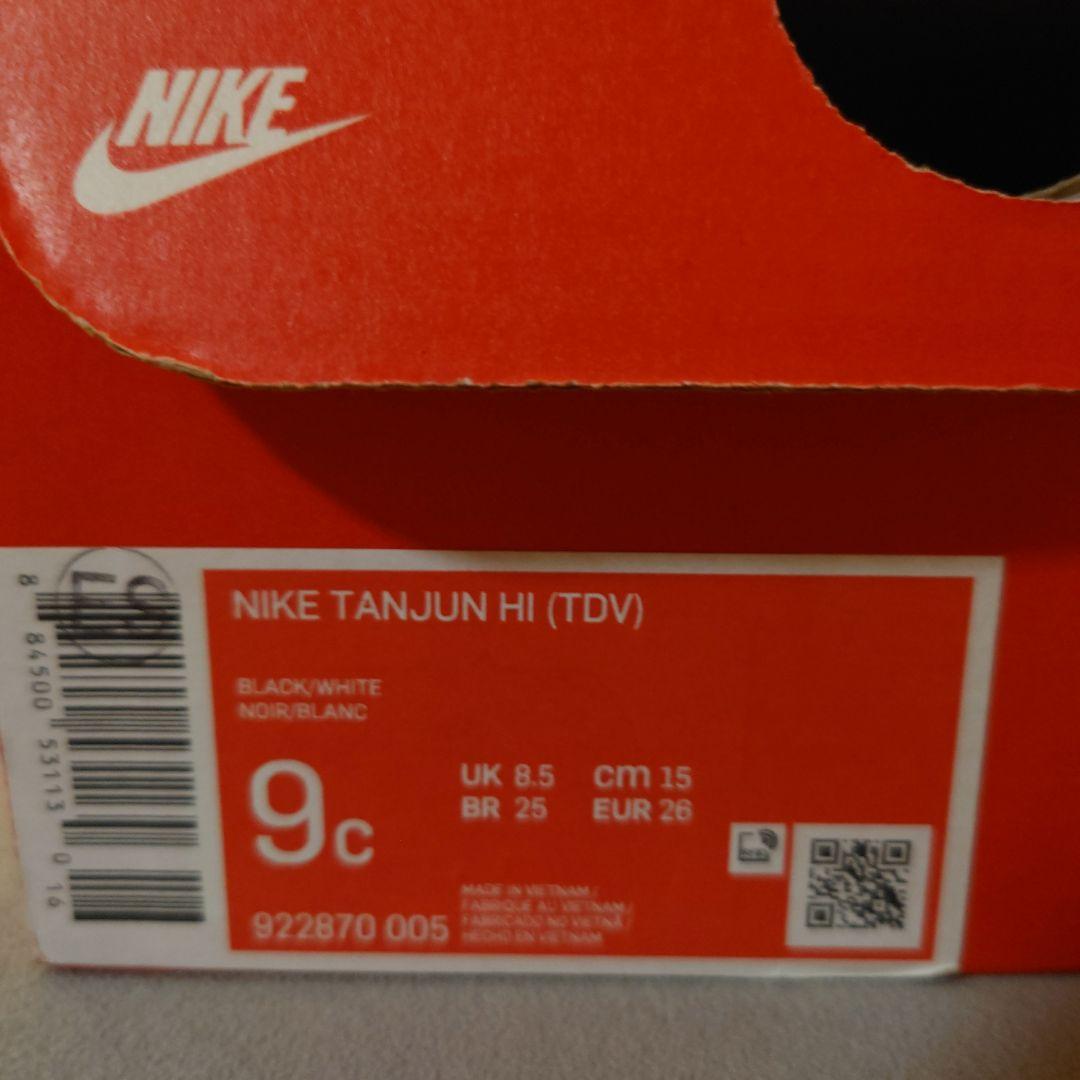 NIKE
NIKE TANJUN HI (TDV)
BLACK/WHITE
NOIR/BLANC
9c
UK 8.5 cm 15
BR 25 EUR 26
922870 005
MADE IN VIETNAM /
FABRIQUE AU VIETNAM /
FABRICADO NO VIETNÃ /
HECHO EN VIETNAM
8 84500 53113 0 16